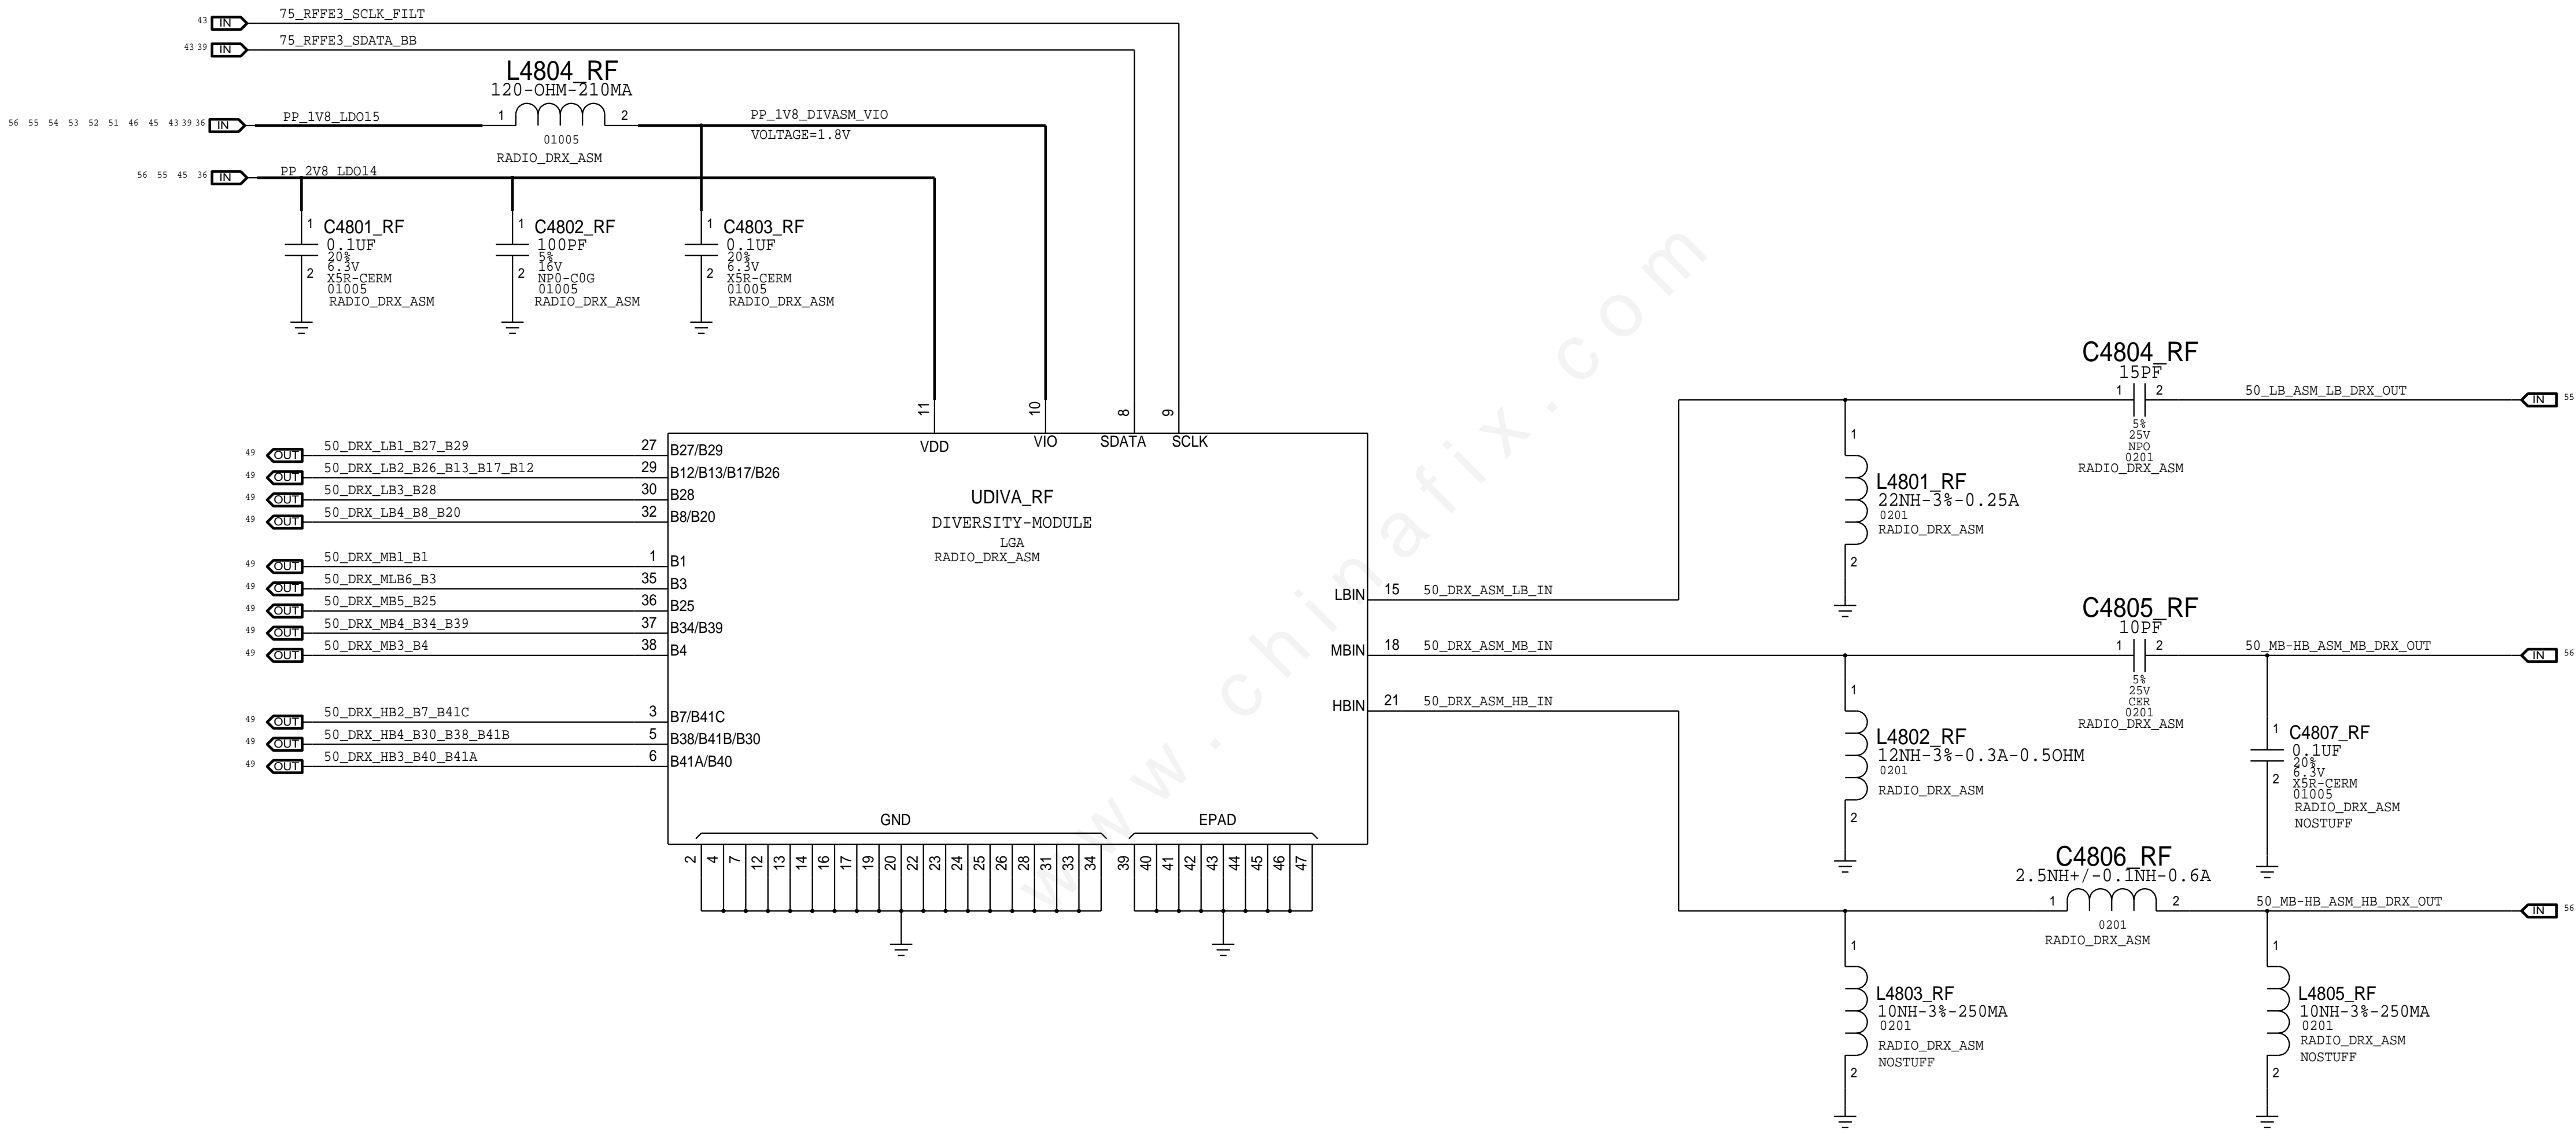 43 IN 75_RFFE3_SCLK_FILT
43 39 IN 75_RFFE3_SDATA_BB
L4804_RF
120-OHM-210MA
56 55 54 53 52 51 46 45 43 39 36 IN PP_1V8_LDO15 1 2 PP_1V8_DIVASM_VIO
01005 VOLTAGE=1.8V
RADIO_DRX_ASM
56 55 45 36 IN PP_2V8_LDO14
1 C4801_RF
0.1UF
20%
6.3V
2 X5R-CERM
01005
RADIO_DRX_ASM
1 C4802_RF
100PF
5%
16V
2 NP0-C0G
01005
RADIO_DRX_ASM
1 C4803_RF
0.1UF
20%
6.3V
2 X5R-CERM
01005
RADIO_DRX_ASM
11 10 8 9
VDD VIO SDATA SCLK
49 OUT 50_DRX_LB1_B27_B29 27 B27/B29
49 OUT 50_DRX_LB2_B26_B13_B17_B12 29 B12/B13/B17/B26
49 OUT 50_DRX_LB3_B28 30 B28
49 OUT 50_DRX_LB4_B8_B20 32 B8/B20
49 OUT 50_DRX_MB1_B1 1 B1
49 OUT 50_DRX_MLB6_B3 35 B3
49 OUT 50_DRX_MB5_B25 36 B25
49 OUT 50_DRX_MB4_B34_B39 37 B34/B39
49 OUT 50_DRX_MB3_B4 38 B4
49 OUT 50_DRX_HB2_B7_B41C 3 B7/B41C
49 OUT 50_DRX_HB4_B30_B38_B41B 5 B38/B41B/B30
49 OUT 50_DRX_HB3_B40_B41A 6 B41A/B40
UDIVA_RF
DIVERSITY-MODULE
LGA
RADIO_DRX_ASM
LBIN 15 50_DRX_ASM_LB_IN
MBIN 18 50_DRX_ASM_MB_IN
HBIN 21 50_DRX_ASM_HB_IN
GND EPAD
2 4 7 12 13 14 16 17 19 20 22 23 24 25 26 28 31 33 34 39 40 41 42 43 44 45 46 47
C4804_RF
15PF
1 2 50_LB_ASM_LB_DRX_OUT IN 55
5%
25V
NPO
0201
RADIO_DRX_ASM
1
L4801_RF
22NH-3%-0.25A
0201
RADIO_DRX_ASM
2
C4805_RF
10PF
1 2 50_MB-HB_ASM_MB_DRX_OUT IN 56
5%
25V
CER
0201
RADIO_DRX_ASM
1
L4802_RF
12NH-3%-0.3A-0.5OHM
0201
RADIO_DRX_ASM
2
1 C4807_RF
0.1UF
20%
6.3V
2 X5R-CERM
01005
RADIO_DRX_ASM
NOSTUFF
C4806_RF
2.5NH+/-0.1NH-0.6A
1 2 50_MB-HB_ASM_HB_DRX_OUT IN 56
0201
RADIO_DRX_ASM
1
L4803_RF
10NH-3%-250MA
0201
RADIO_DRX_ASM
NOSTUFF
2
1
L4805_RF
10NH-3%-250MA
0201
RADIO_DRX_ASM
NOSTUFF
2
www.chinafix.com